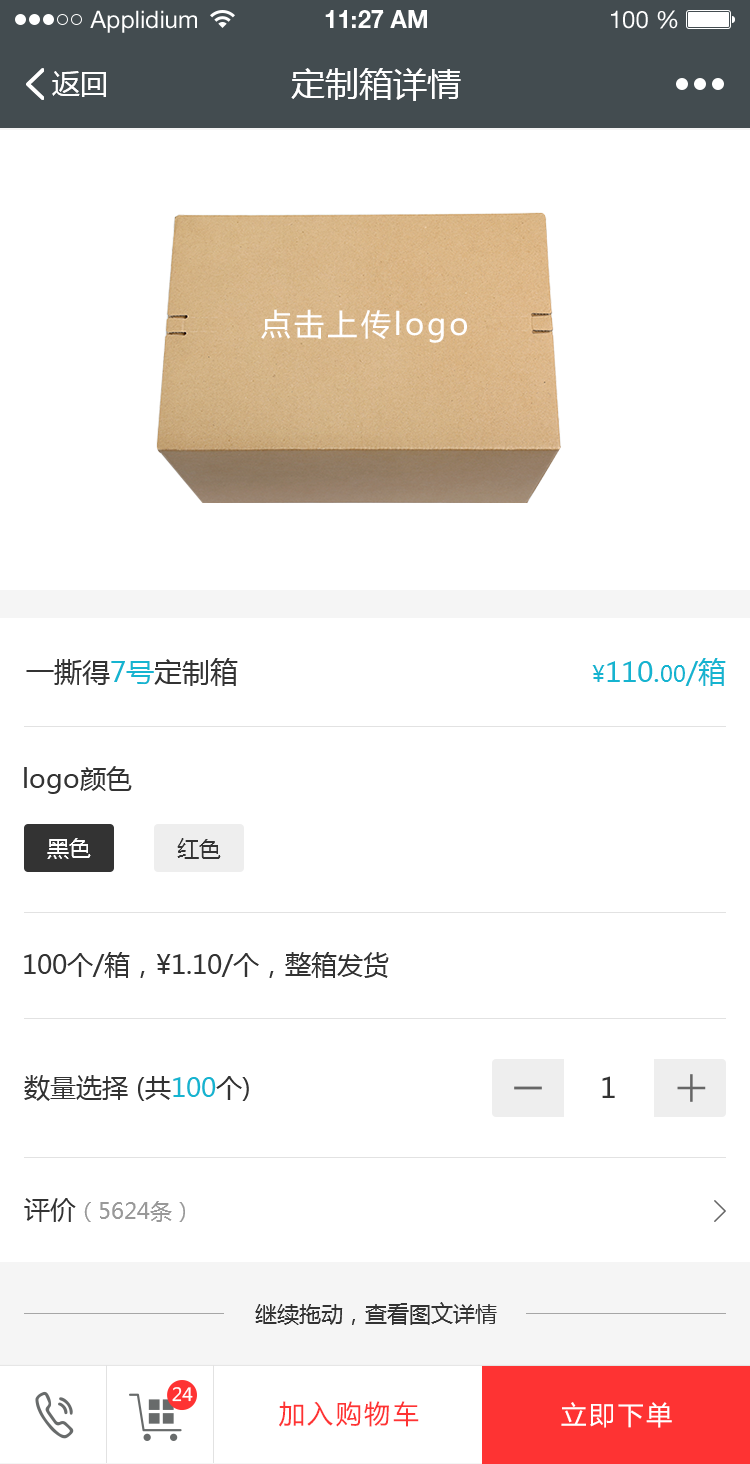 Applidium 11:27 AM 100 %
返回 定制箱详情
点击上传logo
一撕得7号定制箱 ¥110.00/箱
logo颜色
黑色 红色
100个/箱，¥1.10/个，整箱发货
数量选择 (共100个) 1
评价（5624条）
继续拖动，查看图文详情
24
加入购物车 立即下单